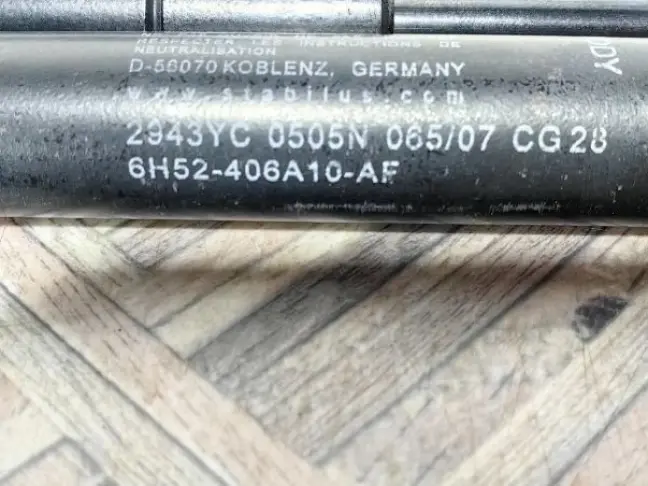 RESPECTER LES INSTRUCTIONS DE
NEUTRALISATION
D-56070 KOBLENZ, GERMANY
www.stabilus.com
2943YC 0505N 065/07 CG28
6H52-406A10-AF